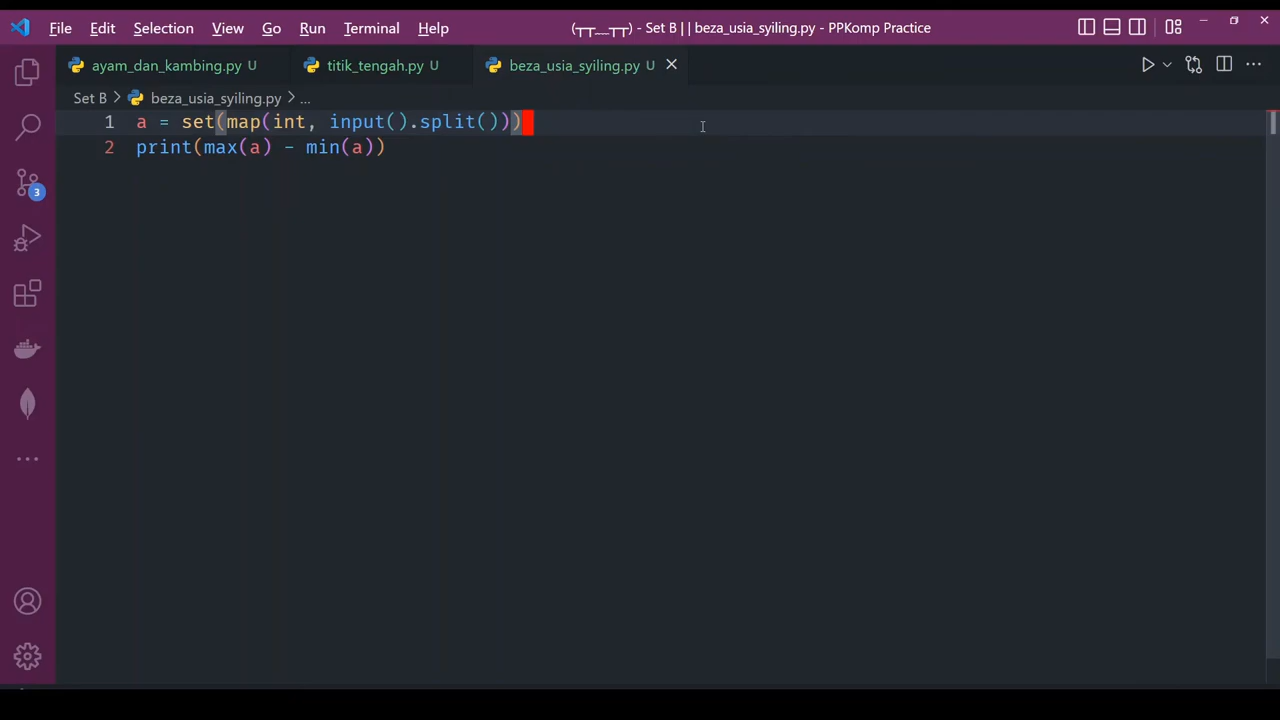 File Edit Selection View Go Run Terminal Help (┬┬﹏┬┬) - Set B || beza_usia_syiling.py - PPKomp Practice
ayam_dan_kambing.py U titik_tengah.py U beza_usia_syiling.py U
Set B > beza_usia_syiling.py > ...
1 a = set(map(int, input().split()))
2 print(max(a) - min(a))
3